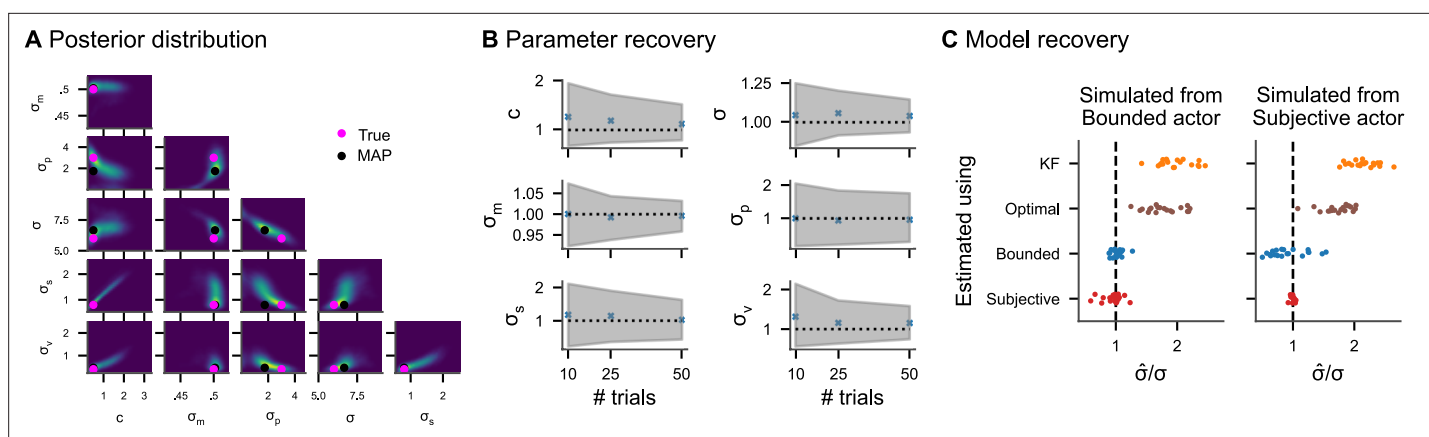 A Posterior distribution
B Parameter recovery
C Model recovery
σm
.5
.45
True
MAP
σp
4
2
σ
7.5
5.0
σs
2
1
σv
2
1
1 2 3
.45 .5
2 4
5.0 7.5
1 2
c
σm
σp
σ
σs
c
2
1
σ
1.25
1.00
σm
1.05
1.00
0.95
σp
2
1
σs
2
1
σv
2
1
10 25 50
10 25 50
# trials
# trials
Simulated from
Bounded actor
Simulated from
Subjective actor
Estimated using
KF
Optimal
Bounded
Subjective
1 2
1 2
σ̂/σ
σ̂/σ